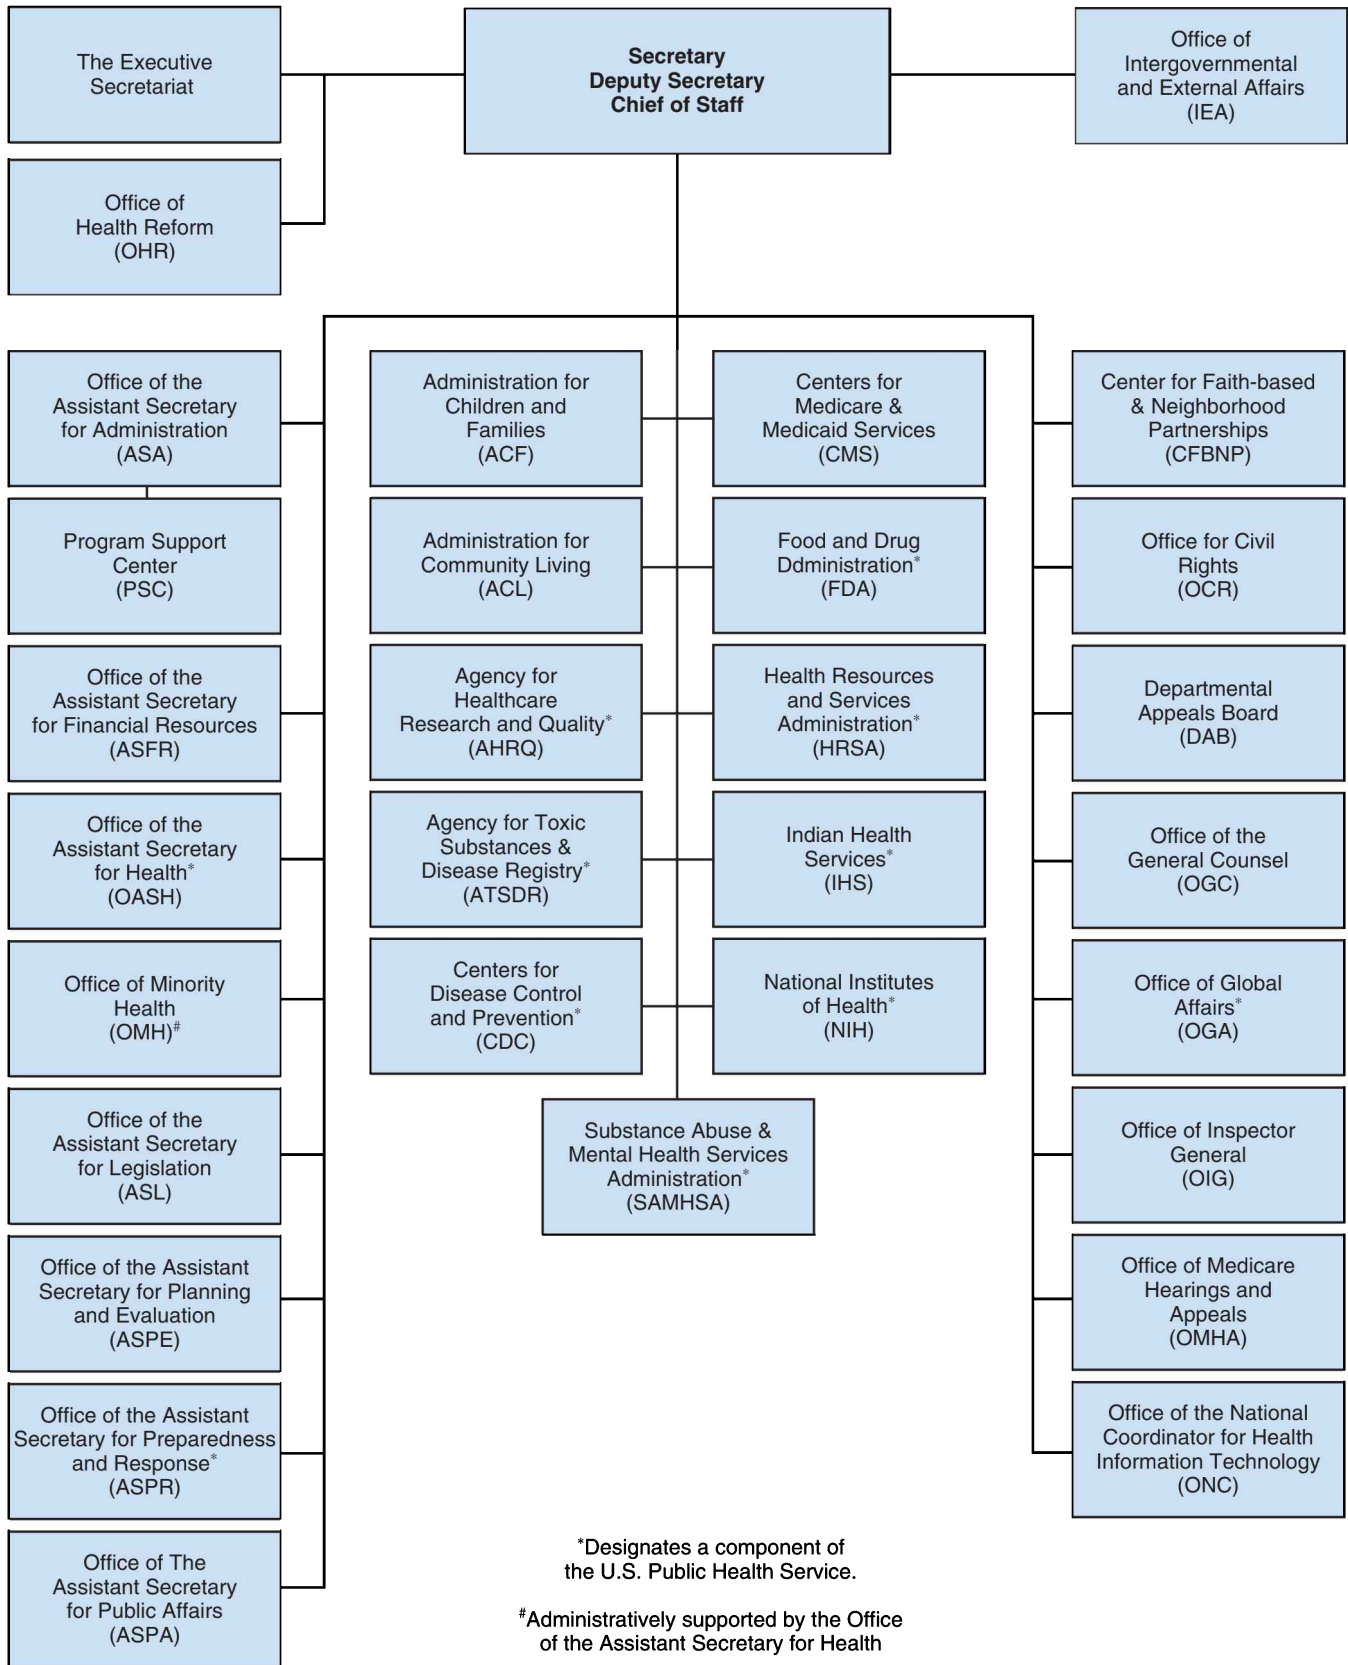 The Executive
Secretariat
Secretary
Deputy Secretary
Chief of Staff
Office of
Intergovernmental
and External Affairs
(IEA)
Office of
Health Reform
(OHR)
Office of the
Assistant Secretary
for Administration
(ASA)
Program Support
Center
(PSC)
Office of the
Assistant Secretary
for Financial Resources
(ASFR)
Office of the
Assistant Secretary
for Health*
(OASH)
Office of Minority
Health
(OMH)#
Office of the
Assistant Secretary
for Legislation
(ASL)
Office of the Assistant
Secretary for Planning
and Evaluation
(ASPE)
Office of the Assistant
Secretary for Preparedness
and Response*
(ASPR)
Office of The
Assistant Secretary
for Public Affairs
(ASPA)
Administration for
Children and
Families
(ACF)
Administration for
Community Living
(ACL)
Agency for
Healthcare
Research and Quality*
(AHRQ)
Agency for Toxic
Substances &
Disease Registry*
(ATSDR)
Centers for
Disease Control
and Prevention*
(CDC)
Centers for
Medicare &
Medicaid Services
(CMS)
Food and Drug
Ddministration*
(FDA)
Health Resources
and Services
Administration*
(HRSA)
Indian Health
Services*
(IHS)
National Institutes
of Health*
(NIH)
Substance Abuse &
Mental Health Services
Administration*
(SAMHSA)
Center for Faith-based
& Neighborhood
Partnerships
(CFBNP)
Office for Civil
Rights
(OCR)
Departmental
Appeals Board
(DAB)
Office of the
General Counsel
(OGC)
Office of Global
Affairs*
(OGA)
Office of Inspector
General
(OIG)
Office of Medicare
Hearings and
Appeals
(OMHA)
Office of the National
Coordinator for Health
Information Technology
(ONC)
*Designates a component of
the U.S. Public Health Service.
#Administratively supported by the Office
of the Assistant Secretary for Health